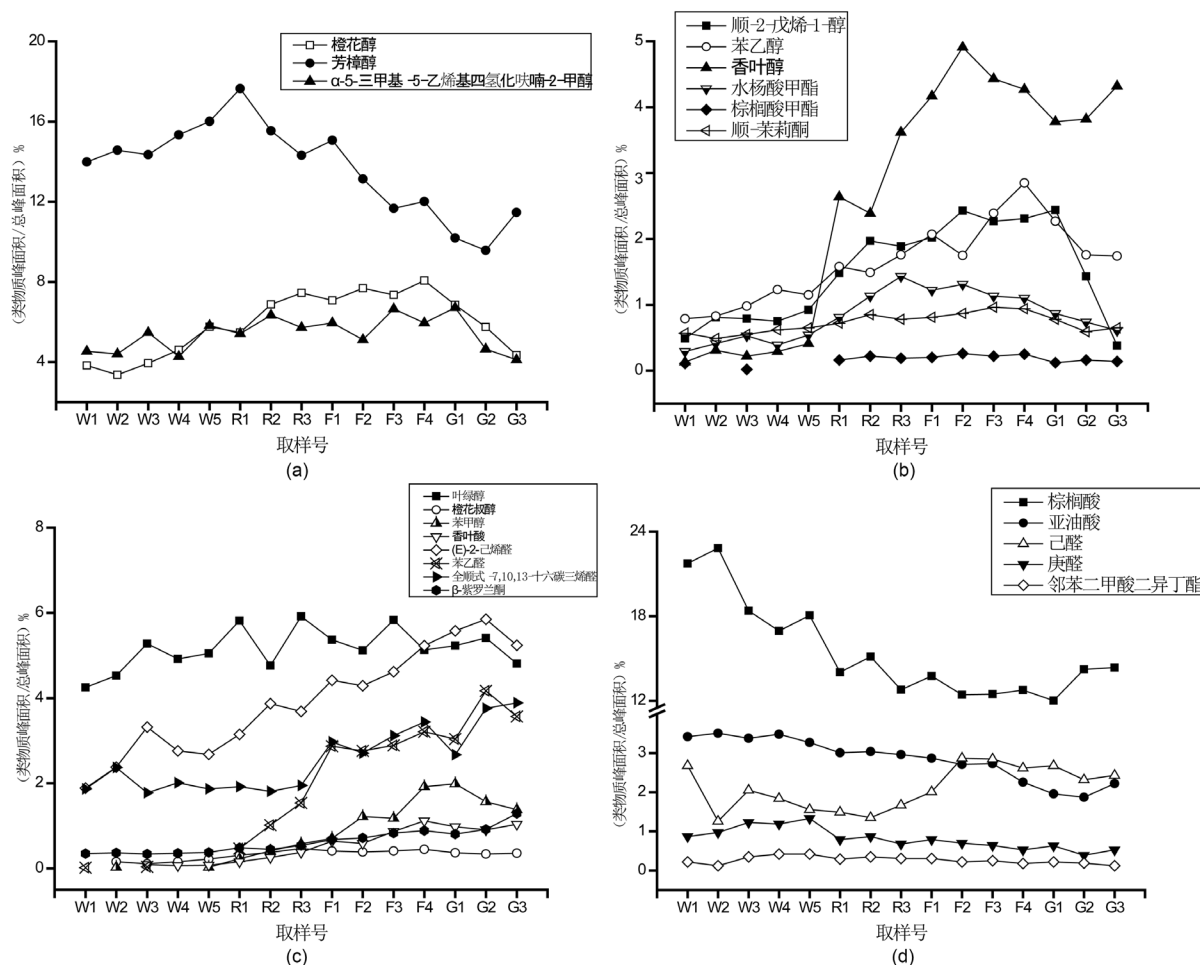 橙花醇
芳樟醇
α-5-三甲基 -5-乙烯基四氢化呋喃-2-甲醇
20
16
12
8
4
(类物质峰面积/总峰面积) %
W1 W2 W3 W4 W5 R1 R2 R3 F1 F2 F3 F4 G1 G2 G3
取样号
(a)
顺-2-戊烯-1-醇
苯乙醇
香叶醇
水杨酸甲酯
棕榈酸甲酯
顺-茉莉酮
5
4
3
2
1
0
(类物质峰面积/总峰面积) %
W1 W2 W3 W4 W5 R1 R2 R3 F1 F2 F3 F4 G1 G2 G3
取样号
(b)
叶绿醇
橙花叔醇
苯甲醇
香叶酸
(E)-2-己烯醛
苯乙醛
全顺式 -7,10,13-十六碳三烯醛
β-紫罗兰酮
8
6
4
2
0
(类物质峰面积/总峰面积) %
W1 W2 W3 W4 W5 R1 R2 R3 F1 F2 F3 F4 G1 G2 G3
取样号
(c)
棕榈酸
亚油酸
己醛
庚醛
邻苯二甲酸二异丁酯
24
18
12
3
2
1
0
(类物质峰面积/总峰面积) %
W1 W2 W3 W4 W5 R1 R2 R3 F1 F2 F3 F4 G1 G2 G3
取样号
(d)